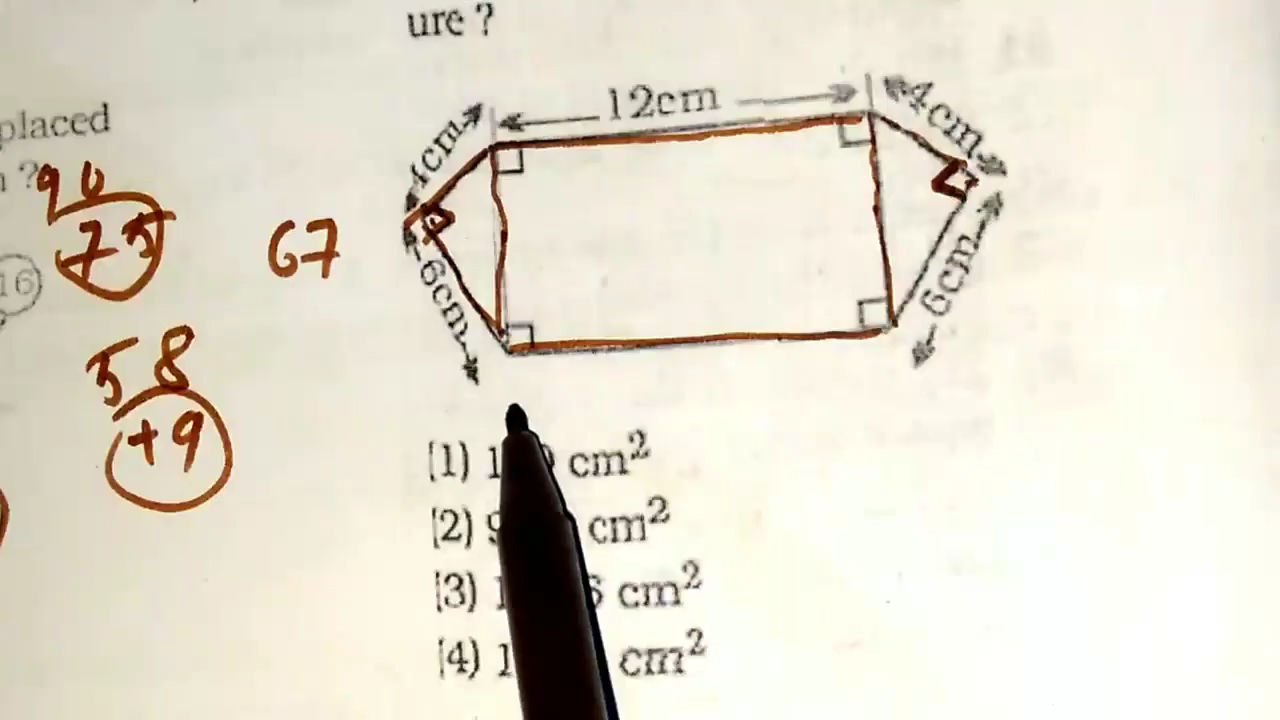 ure ?
placed
n ?
90
75
16
67
58
+9
12cm
4cm
4cm
6cm
6cm
(1) cm²
(2) cm²
(3) cm²
(4) cm²